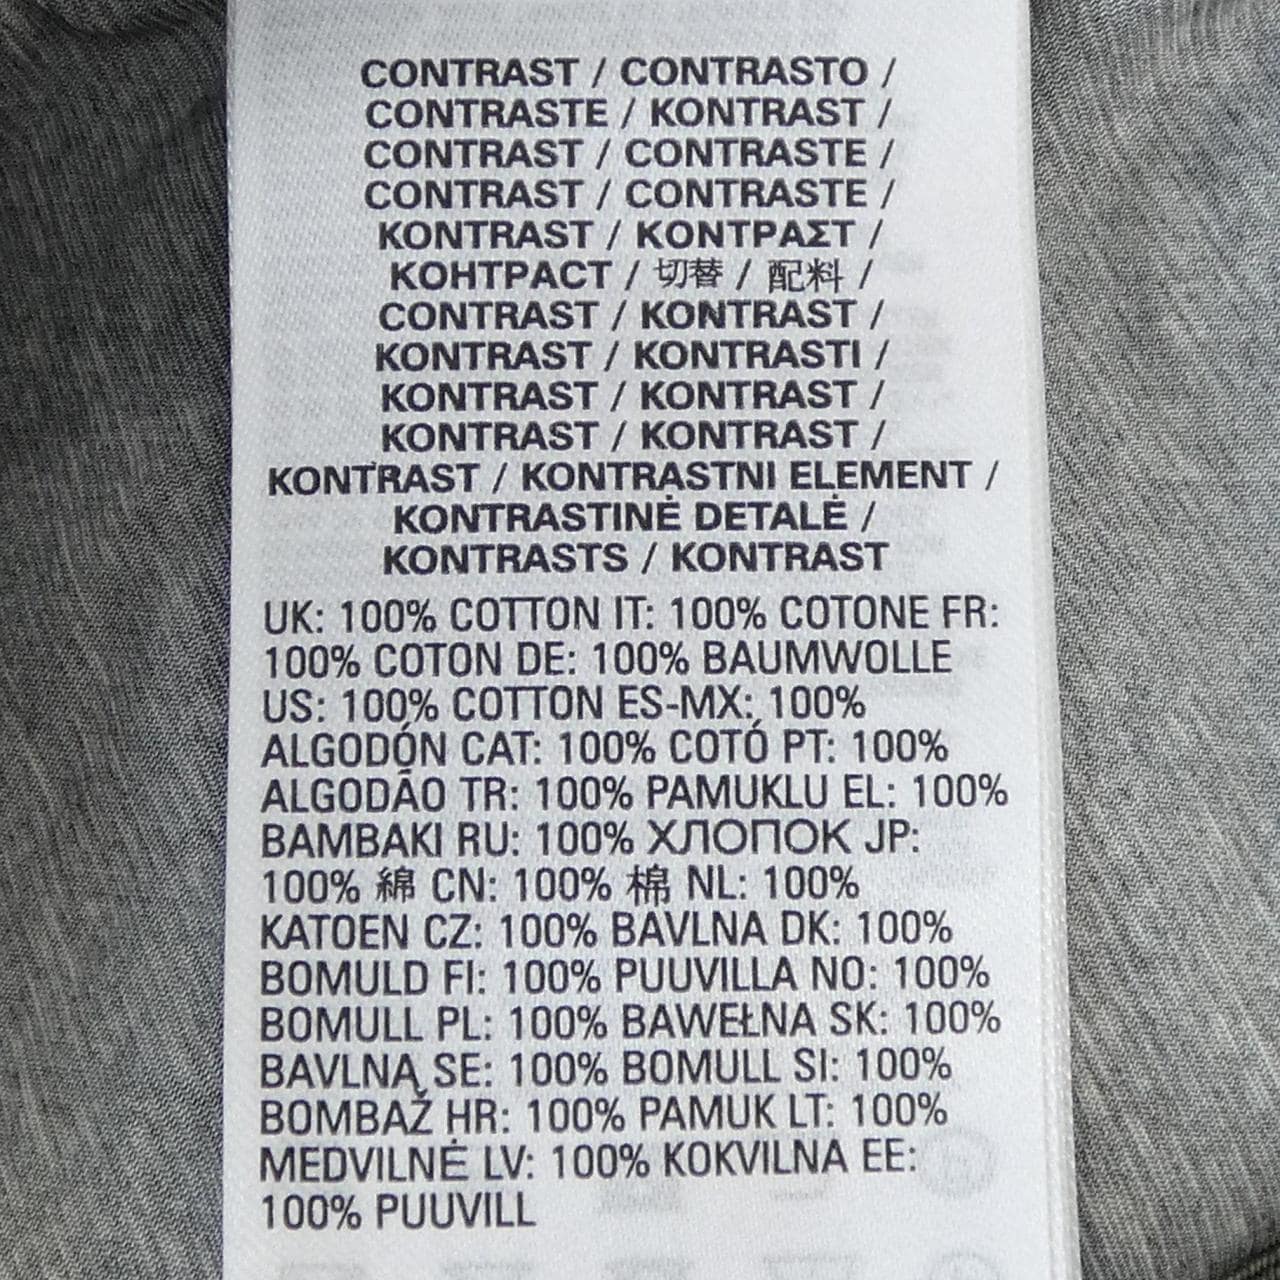 CONTRAST / CONTRASTO /
CONTRASTE / KONTRAST /
CONTRAST / CONTRASTE /
CONTRAST / CONTRASTE /
KONTRAST / ΚΟΝΤΡΑΣΤ /
КОНТРАСТ / 切替 / 配料 /
CONTRAST / KONTRAST /
KONTRAST / KONTRASTI /
KONTRAST / KONTRAST /
KONTRAST / KONTRAST /
KONTRAST / KONTRASTNI ELEMENT /
KONTRASTINĖ DETALĖ /
KONTRASTS / KONTRAST
UK: 100% COTTON IT: 100% COTONE FR:
100% COTON DE: 100% BAUMWOLLE
US: 100% COTTON ES-MX: 100%
ALGODÓN CAT: 100% COTÓ PT: 100%
ALGODÃO TR: 100% PAMUKLU EL: 100%
BAMBAKI RU: 100% ХЛОПОК JP:
100% 綿 CN: 100% 棉 NL: 100%
KATOEN CZ: 100% BAVLNA DK: 100%
BOMULD FI: 100% PUUVILLA NO: 100%
BOMULL PL: 100% BAWEŁNA SK: 100%
BAVLNA SE: 100% BOMULL SI: 100%
BOMBAŽ HR: 100% PAMUK LT: 100%
MEDVILNĖ LV: 100% KOKVILNA EE:
100% PUUVILL